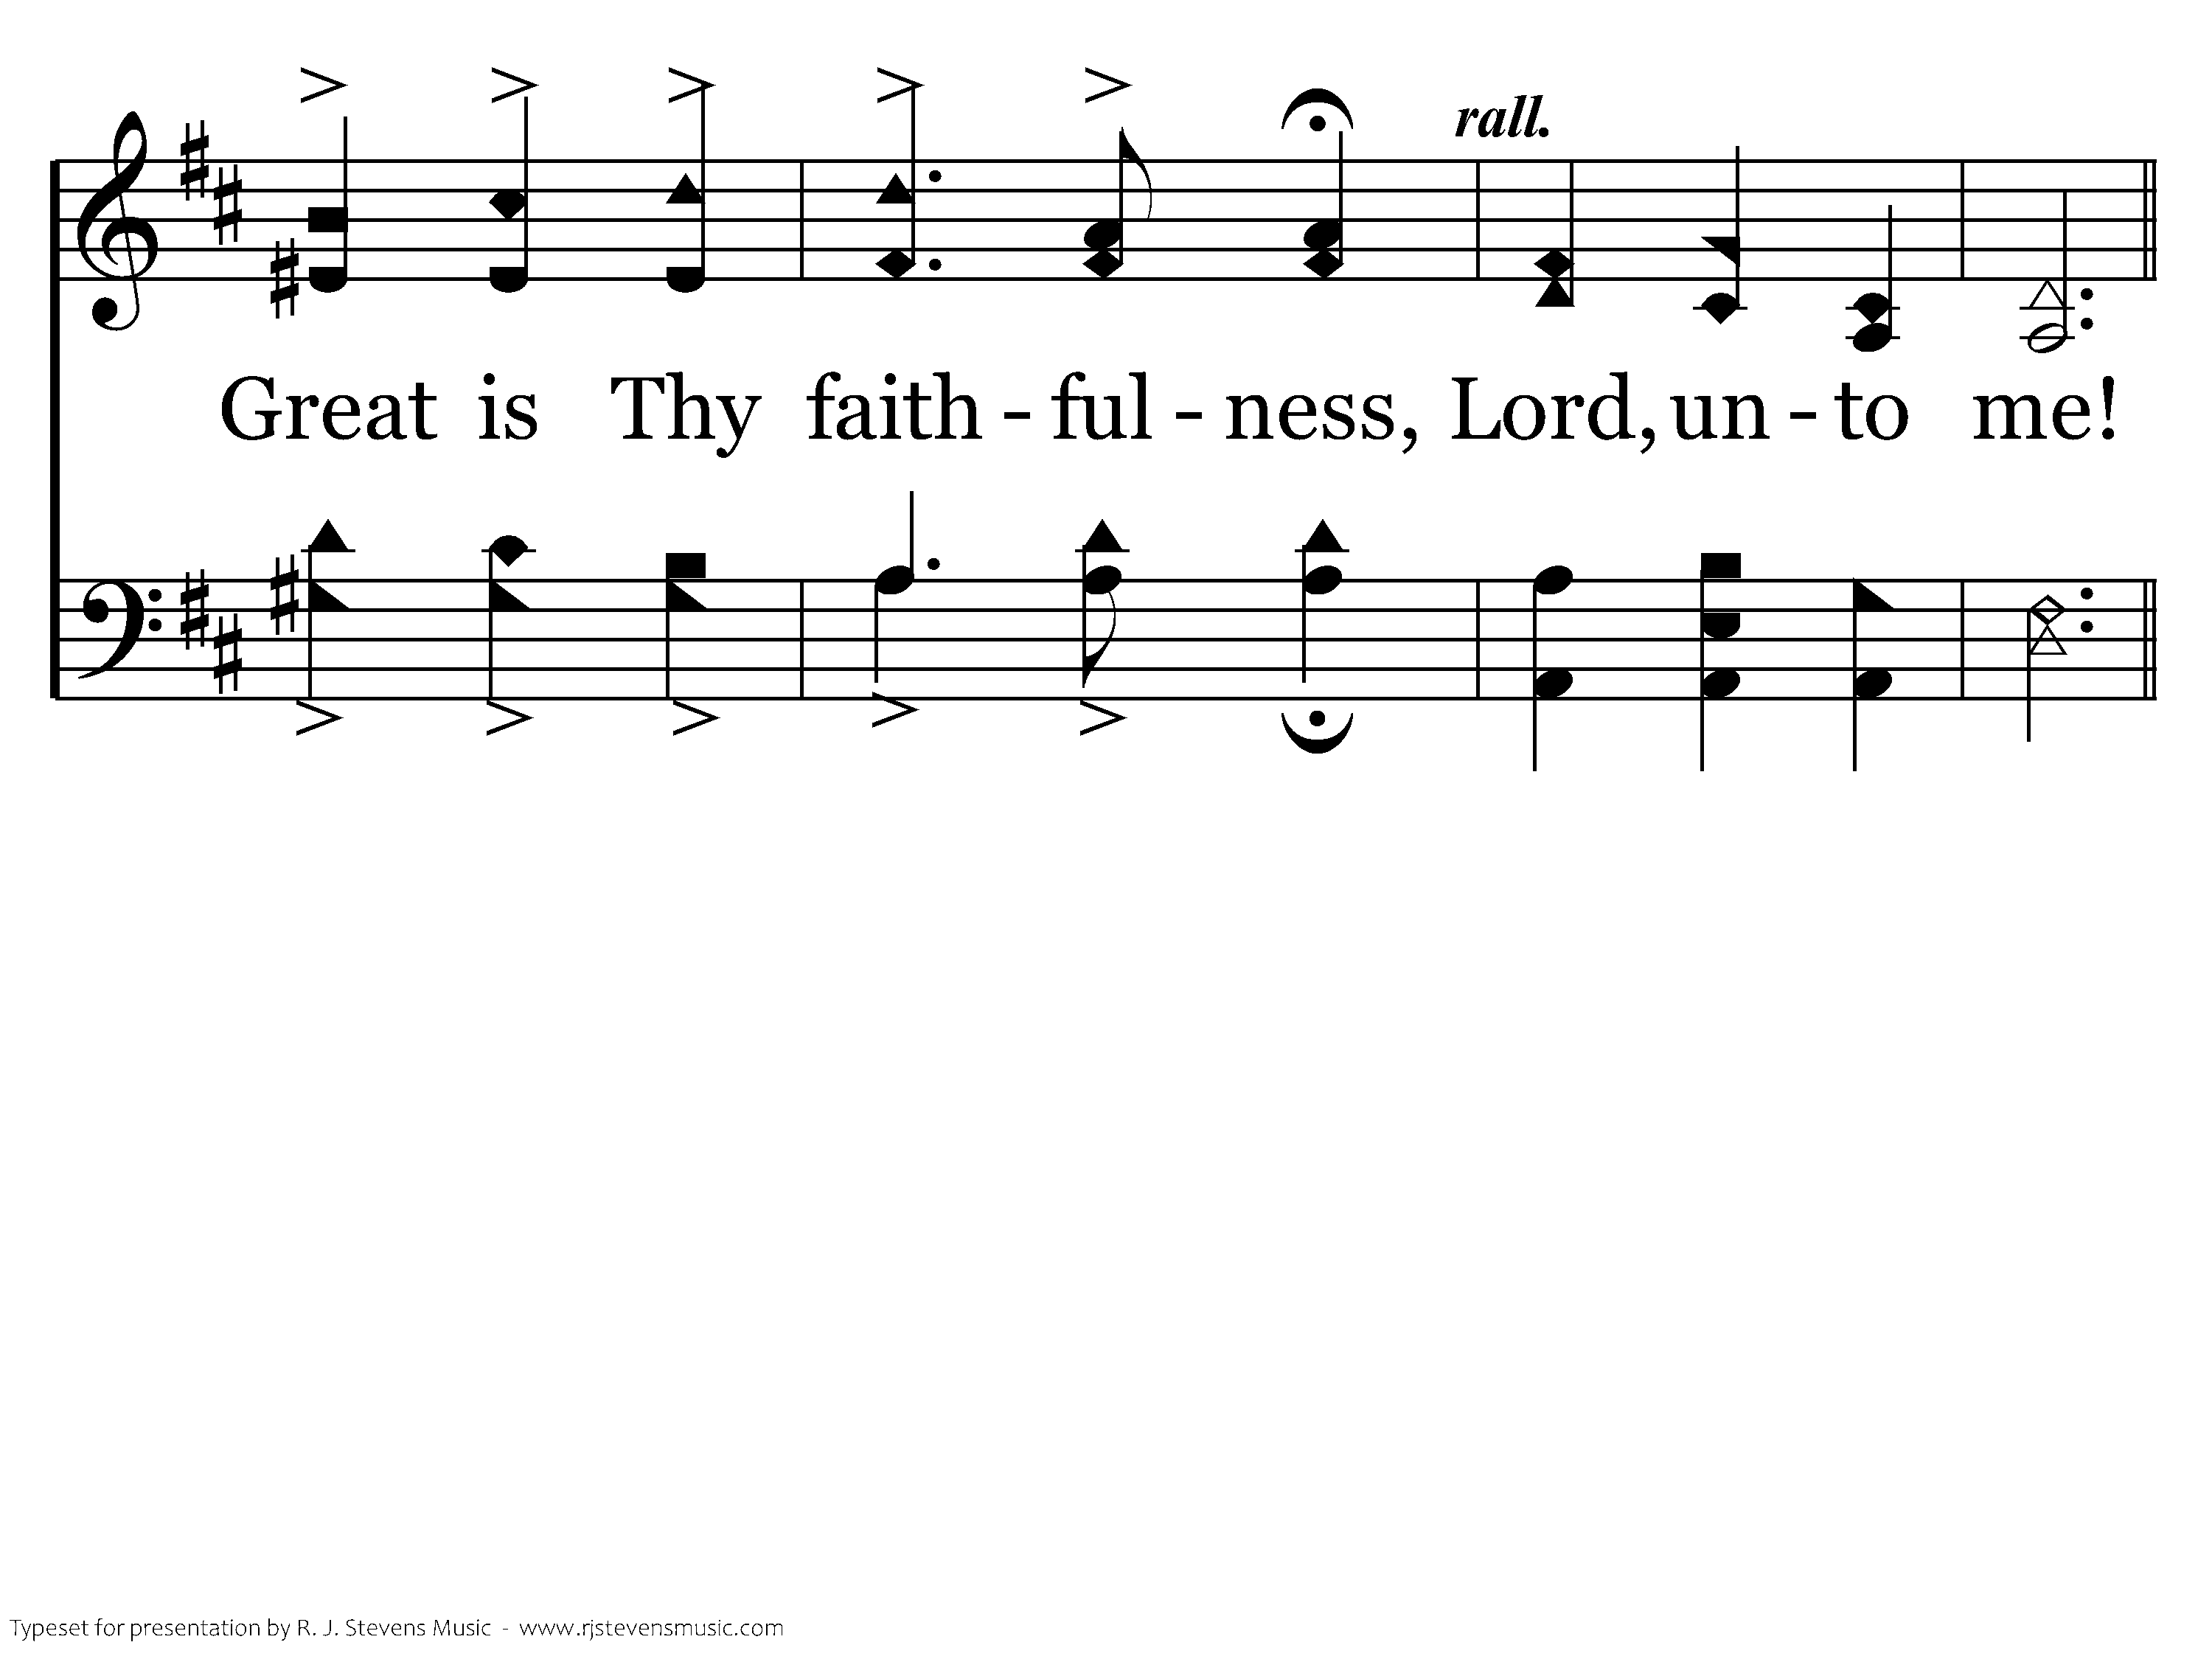 rall.
Great is Thy faith - ful - ness, Lord, un - to me!
Typeset for presentation by R. J. Stevens Music - www.rjstevensmusic.com